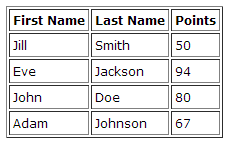 First Name Last Name Points
Jill Smith 50
Eve Jackson 94
John Doe 80
Adam Johnson 67